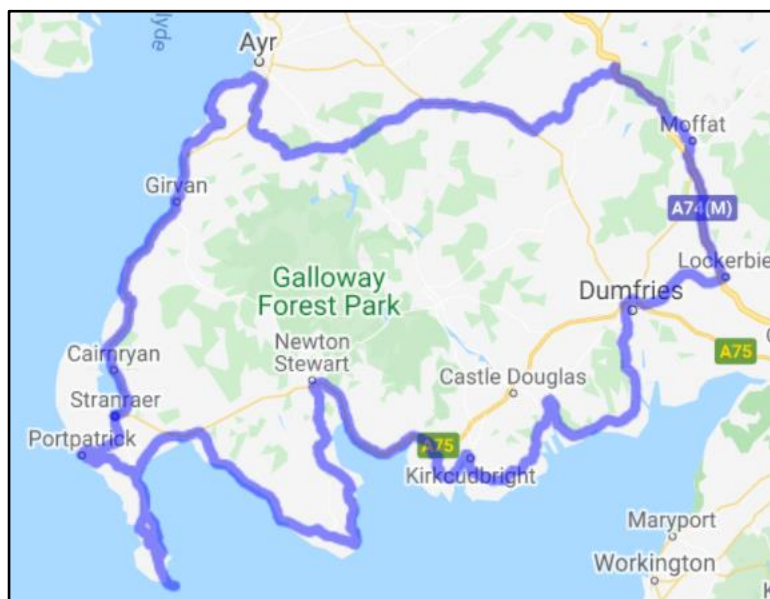 lyde
Ayr
Moffat
Girvan
A74(M)
Lockerbie
Galloway
Forest Park
Dumfries
Newton
Stewart
A75
Cairnryan
Castle Douglas
Stranraer
Portpatrick
A75
Kirkcudbright
Maryport
Workington